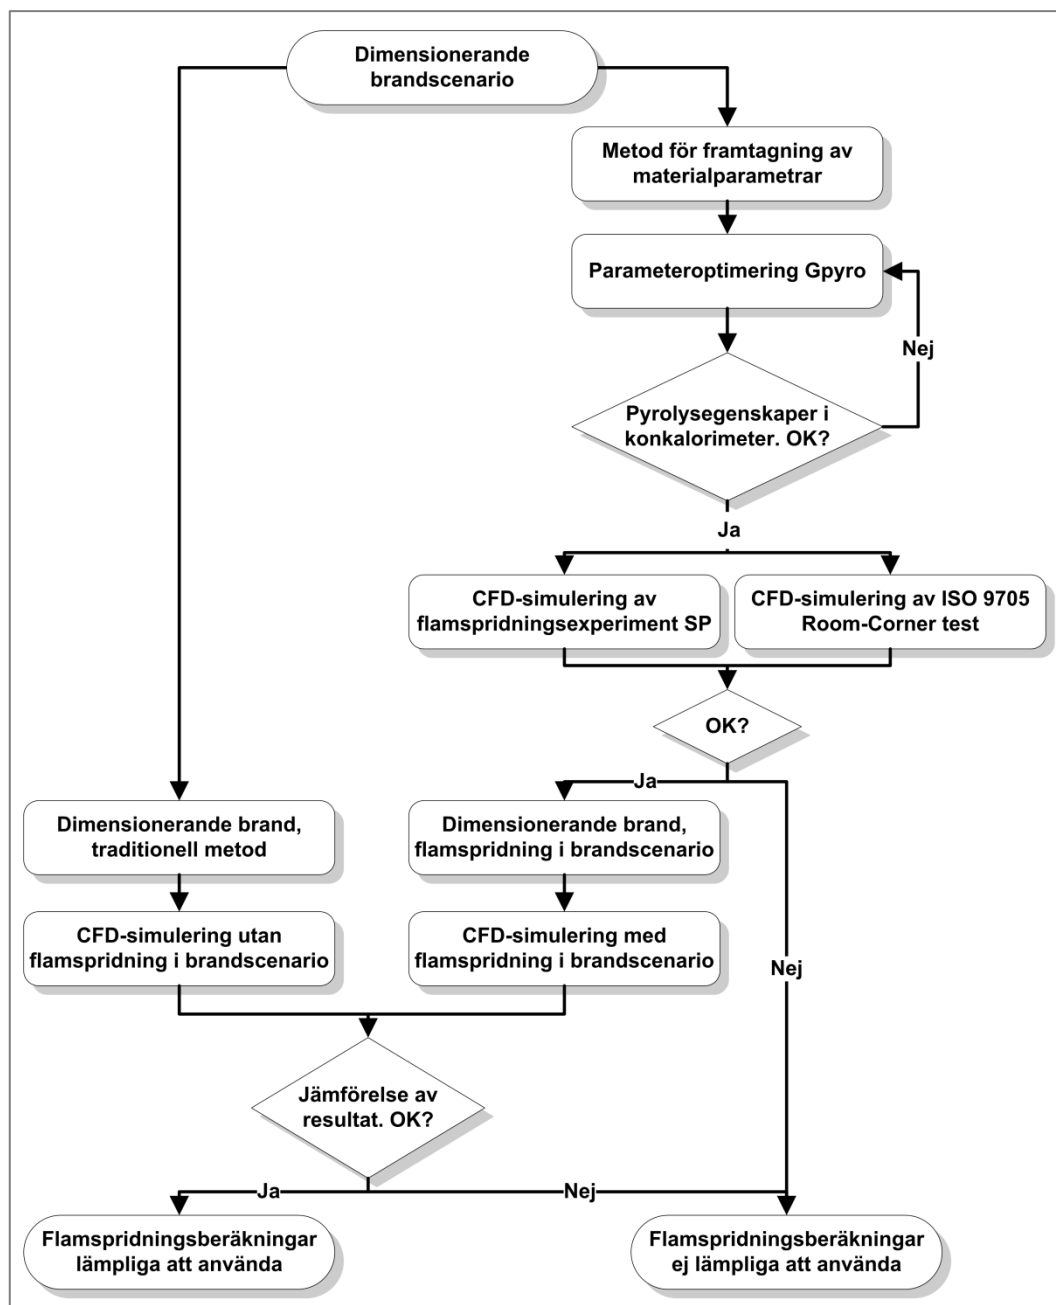 Dimensionerande
brandscenario
Metod för framtagning av
materialparametrar
Parameteroptimering Gpyro
Nej
Pyrolysegenskaper i
konkalorimeter. OK?
Ja
CFD-simulering av
flamspridningsexperiment SP
CFD-simulering av ISO 9705
Room-Corner test
OK?
Ja
Dimensionerande brand,
traditionell metod
Dimensionerande brand,
flamspridning i brandscenario
CFD-simulering utan
flamspridning i brandscenario
CFD-simulering med
flamspridning i brandscenario
Nej
Jämförelse av
resultat. OK?
Ja
Nej
Flamspridningsberäkningar
lämpliga att använda
Flamspridningsberäkningar
ej lämpliga att använda